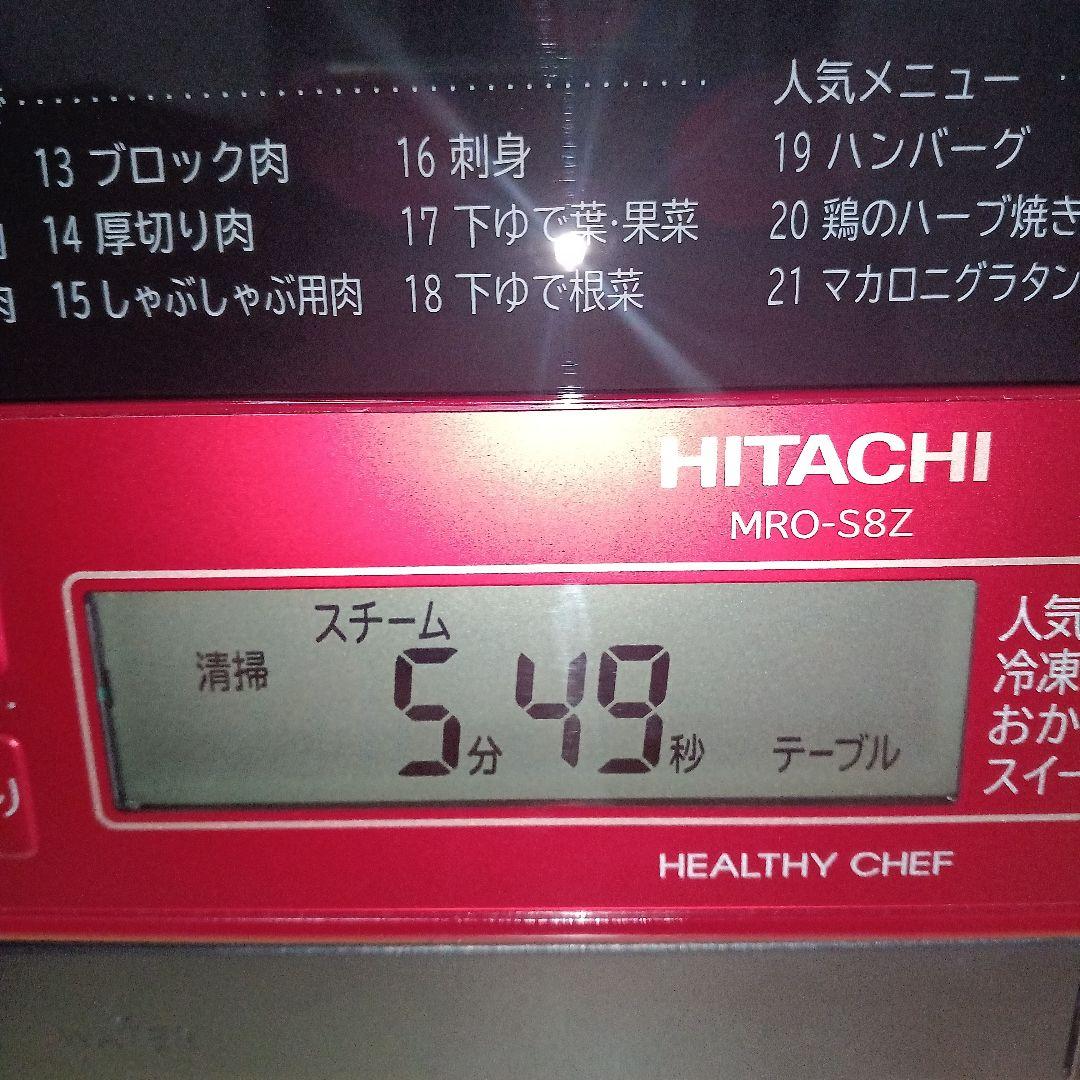 人気メニュー
13 ブロック肉
16 刺身
19 ハンバーグ
14 厚切り肉
17 下ゆで葉・果菜
20 鶏のハーブ焼き
肉
15 しゃぶしゃぶ用肉
18 下ゆで根菜
21 マカロニグラタン
HITACHI
MRO-S8Z
スチーム
清掃
5分49秒
テーブル
人気
冷凍
おか
スイー
HEALTHY CHEF